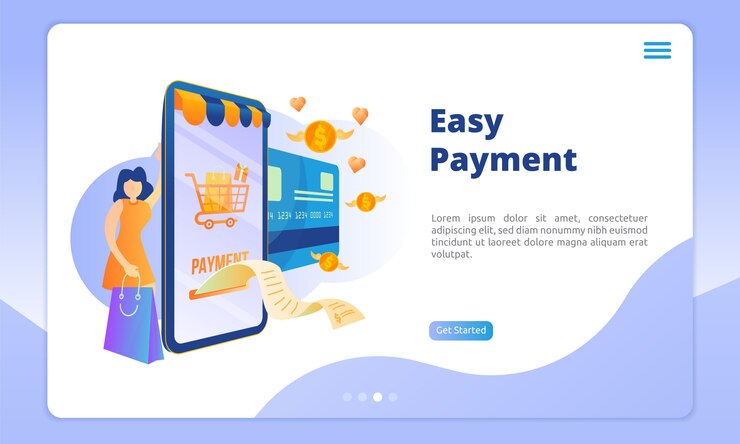 Easy
Payment
Lorem ipsum dolor sit amet, consectetuer
adipiscing elit, sed diam nonummy nibh euismod
tincidunt ut laoreet dolore magna aliquam erat
volutpat.
Get Started
PAYMENT
1234 1234 0000 1234
$
$
$